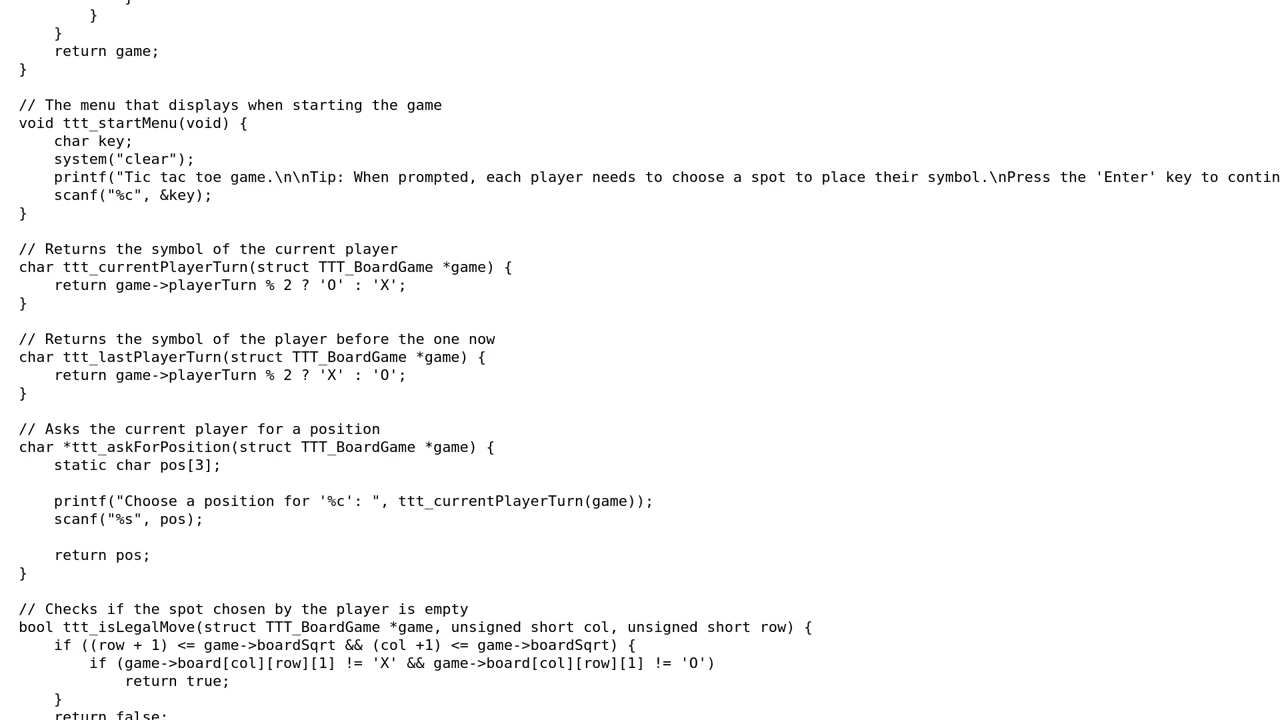 }
        }
    }
    return game;
}

// The menu that displays when starting the game
void ttt_startMenu(void) {
    char key;
    system("clear");
    printf("Tic tac toe game.\n\nTip: When prompted, each player needs to choose a spot to place their symbol.\nPress the 'Enter' key to contin
    scanf("%c", &key);
}

// Returns the symbol of the current player
char ttt_currentPlayerTurn(struct TTT_BoardGame *game) {
    return game->playerTurn % 2 ? 'O' : 'X';
}

// Returns the symbol of the player before the one now
char ttt_lastPlayerTurn(struct TTT_BoardGame *game) {
    return game->playerTurn % 2 ? 'X' : 'O';
}

// Asks the current player for a position
char *ttt_askForPosition(struct TTT_BoardGame *game) {
    static char pos[3];

    printf("Choose a position for '%c': ", ttt_currentPlayerTurn(game));
    scanf("%s", pos);

    return pos;
}

// Checks if the spot chosen by the player is empty
bool ttt_isLegalMove(struct TTT_BoardGame *game, unsigned short col, unsigned short row) {
    if ((row + 1) <= game->boardSqrt && (col +1) <= game->boardSqrt) {
        if (game->board[col][row][1] != 'X' && game->board[col][row][1] != 'O')
            return true;
    }
    return false;